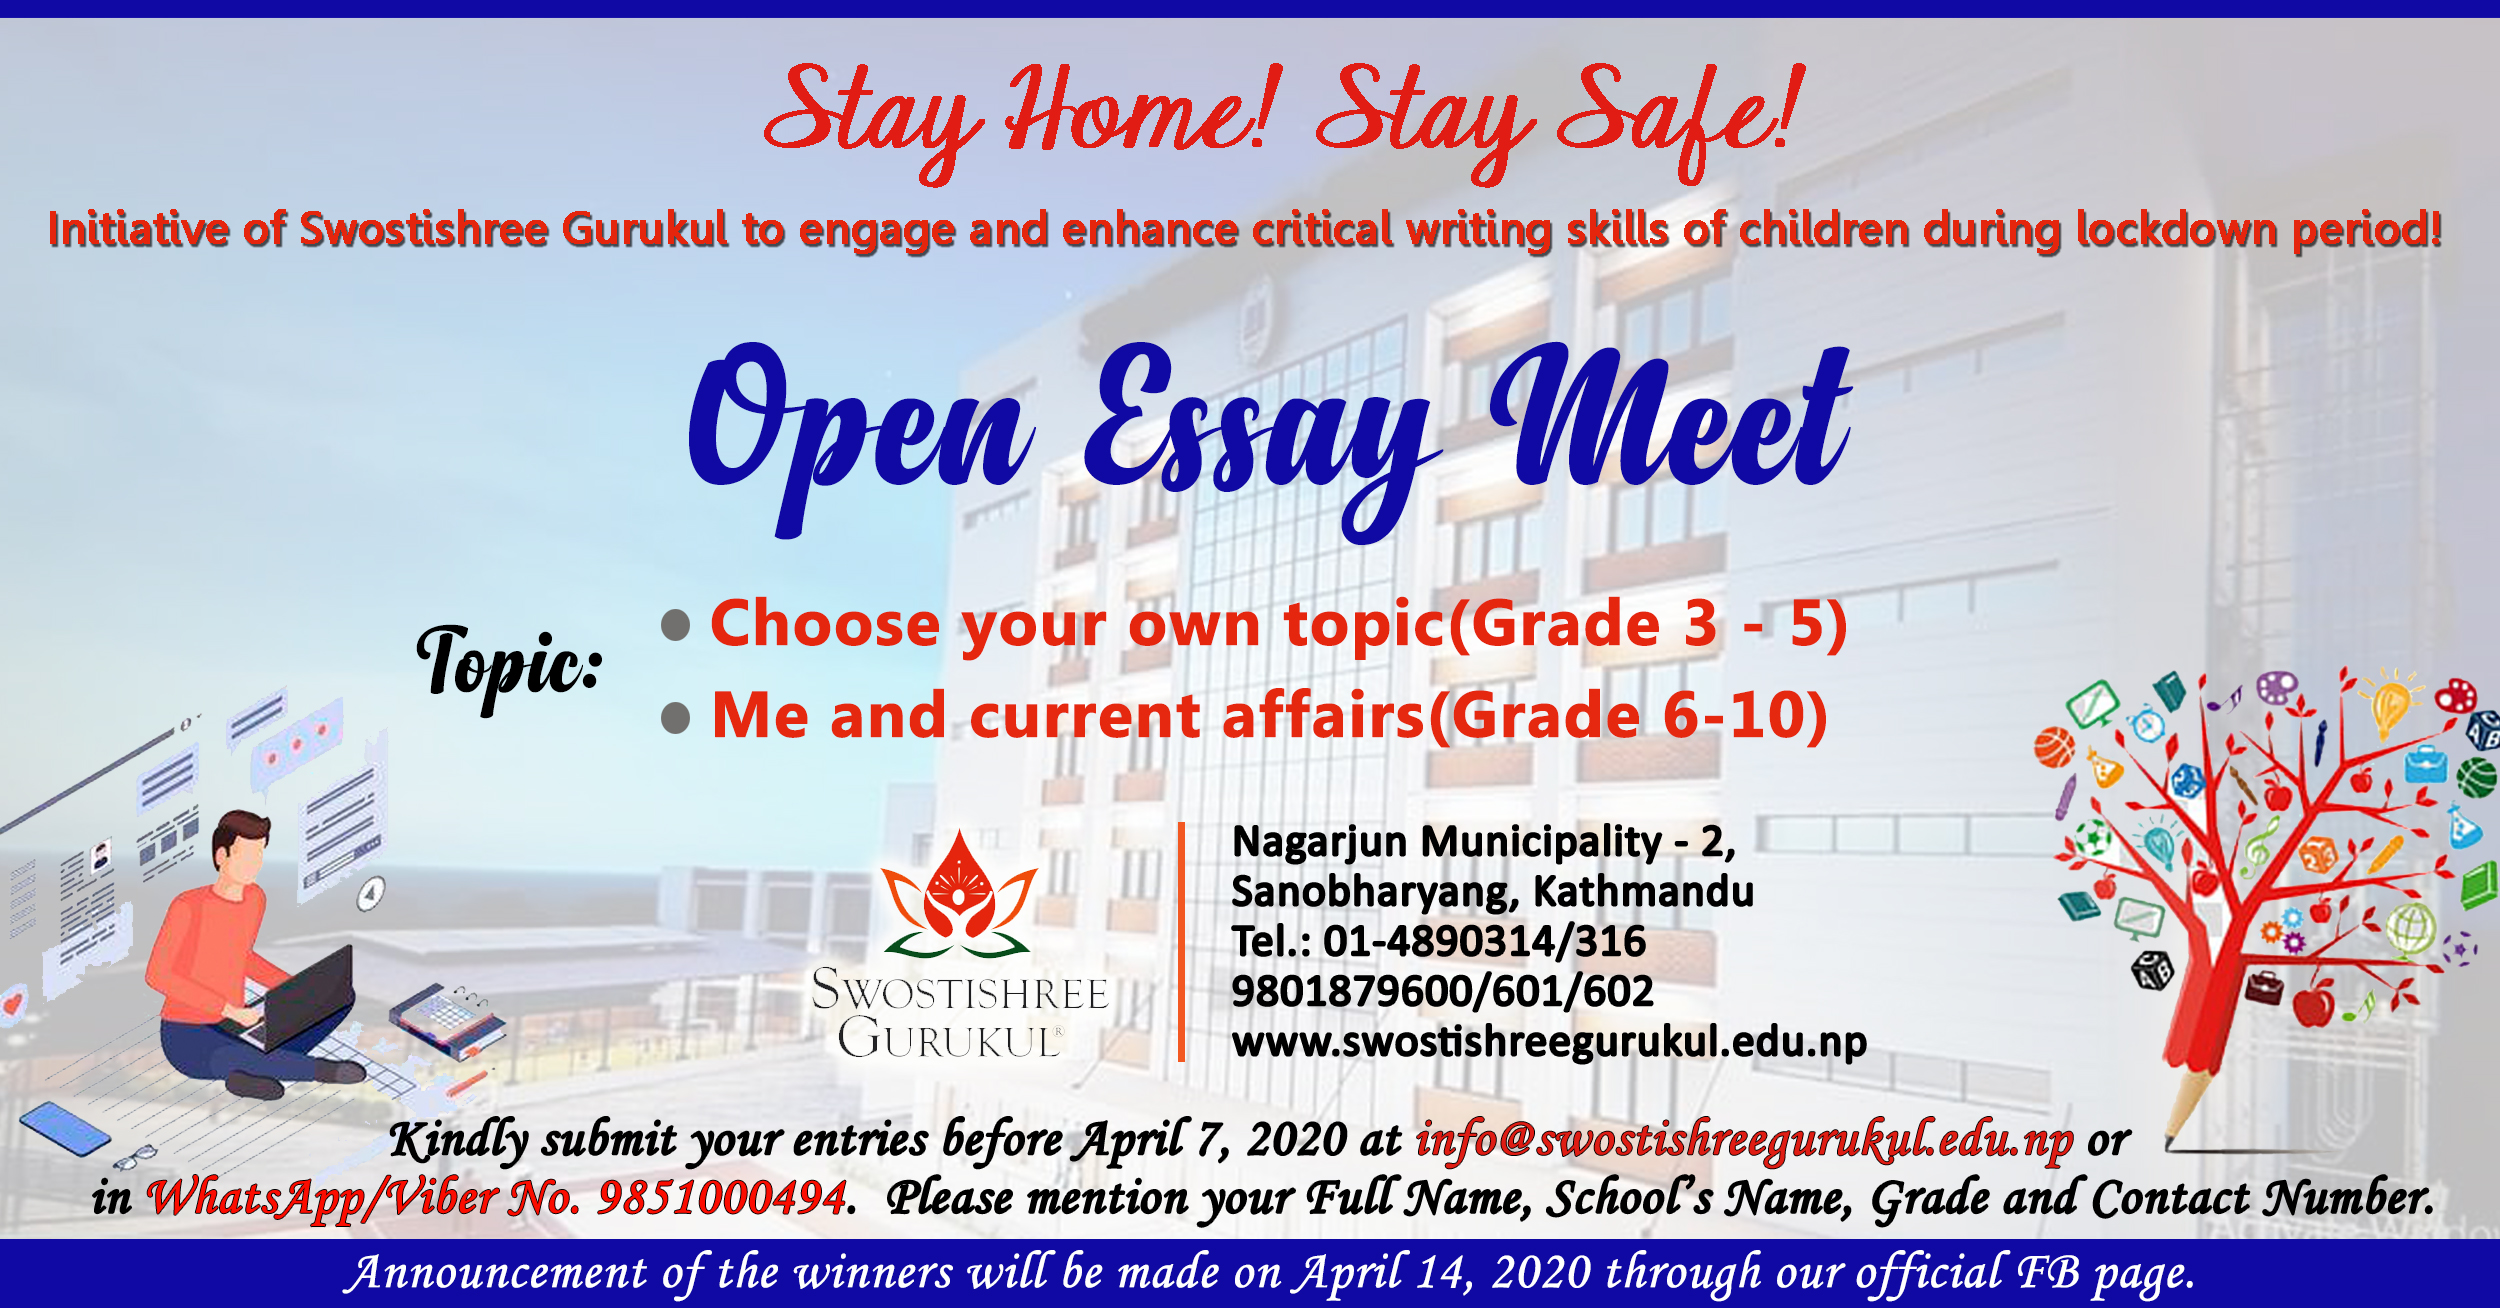 Stay Home! Stay Safe!
Initiative of Swostishree Gurukul to engage and enhance critical writing skills of children during lockdown period!
Open Essay Meet
Topic:
• Choose your own topic(Grade 3 - 5)
• Me and current affairs(Grade 6-10)
SWOSTISHREE
GURUKUL®
Nagarjun Municipality - 2,
Sanobharyang, Kathmandu
Tel.: 01-4890314/316
9801879600/601/602
www.swostishreegurukul.edu.np
Kindly submit your entries before April 7, 2020 at info@swostishreegurukul.edu.np or
in WhatsApp/Viber No. 9851000494. Please mention your Full Name, School's Name, Grade and Contact Number.
Announcement of the winners will be made on April 14, 2020 through our official FB page.